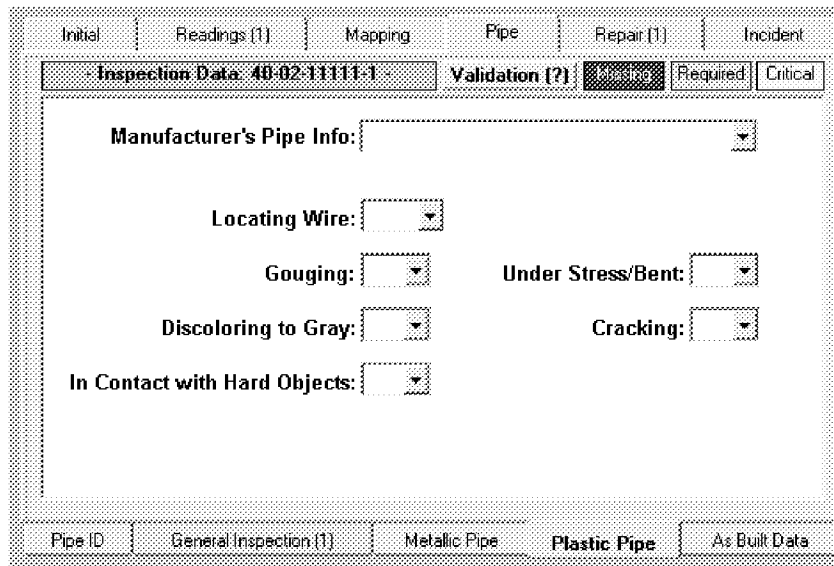 Initial Readings (1) Mapping Pipe Repair (1) Incident
- Inspection Data: 40-02-11111-1 - Validation (?) Missing Required Critical
Manufacturer's Pipe Info:
Locating Wire:
Gouging: Under Stress/Bent:
Discoloring to Gray: Cracking:
In Contact with Hard Objects:
Pipe ID General Inspection (1) Metallic Pipe Plastic Pipe As Built Data